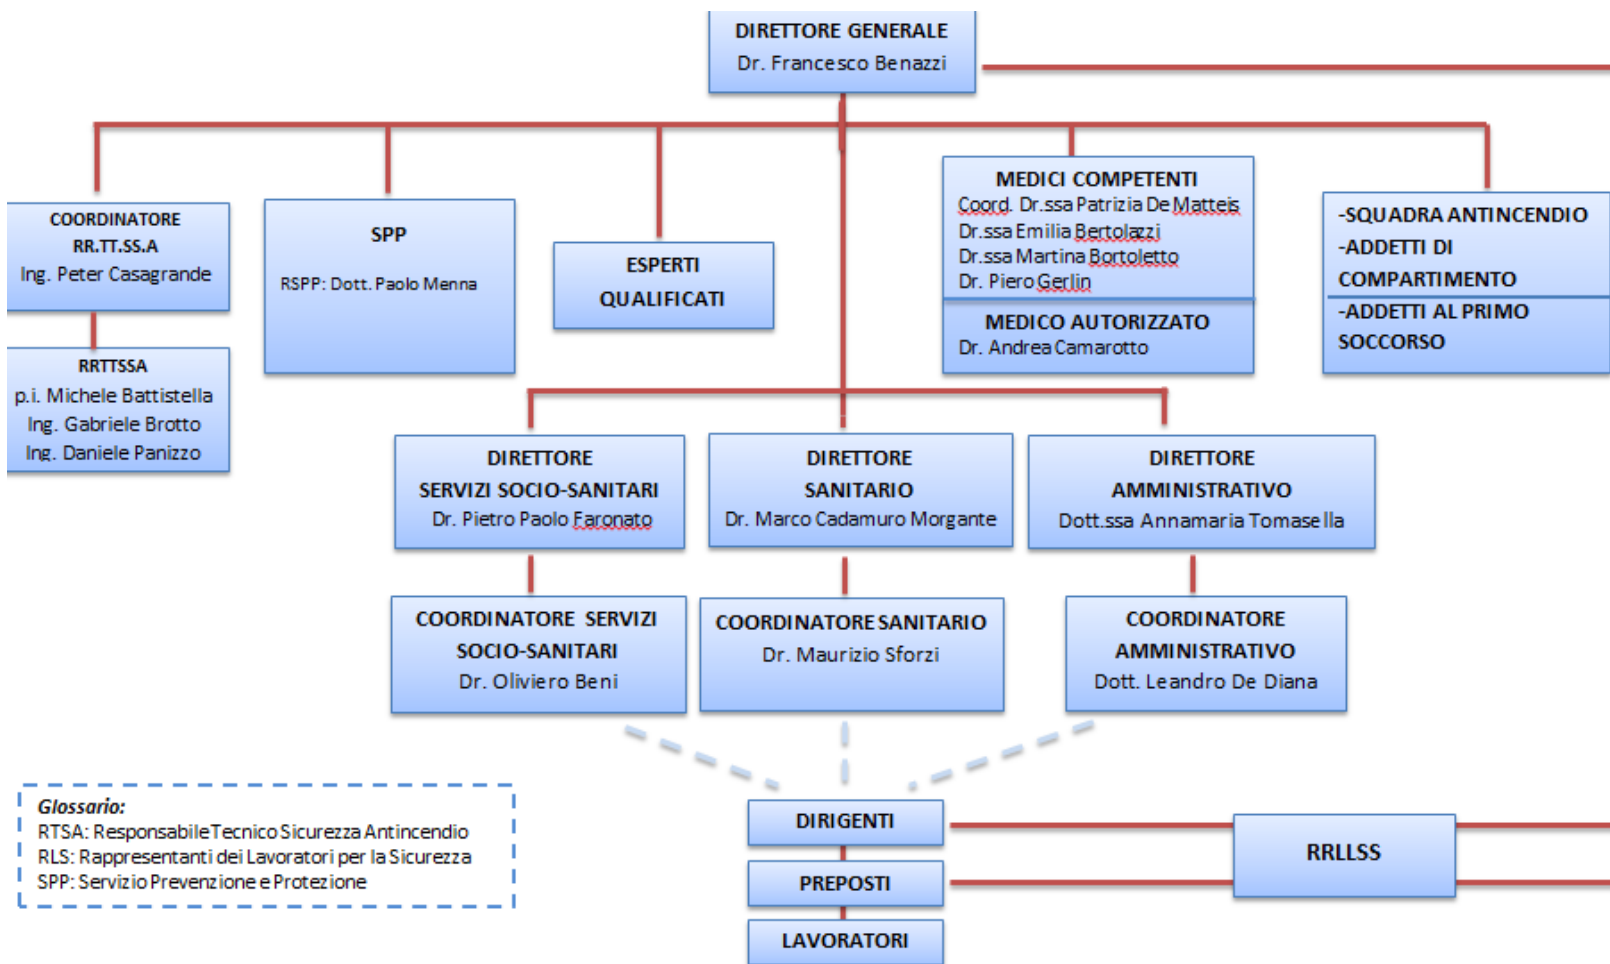 DIRETTORE GENERALE
Dr. Francesco Benazzi
COORDINATORE
RR.TT.SS.A
Ing. Peter Casagrande
RRTTSSA
p.i. Michele Battistella
Ing. Gabriele Brotto
Ing. Daniele Panizzo
SPP
RSPP: Dott. Paolo Menna
ESPERTI
QUALIFICATI
MEDICI COMPETENTI
Coord. Dr.ssa Patrizia De Matteis
Dr.ssa Emilia Bertolazzi
Dr.ssa Martina Bortoletto
Dr. Piero Gerlin
MEDICO AUTORIZZATO
Dr. Andrea Camarotto
-SQUADRA ANTINCENDIO
-ADDETTI DI
COMPARTIMENTO
-ADDETTI AL PRIMO
SOCCORSO
DIRETTORE
SERVIZI SOCIO-SANITARI
Dr. Pietro Paolo Faronato
DIRETTORE
SANITARIO
Dr. Marco Cadamuro Morgante
DIRETTORE
AMMINISTRATIVO
Dott.ssa Annamaria Tomasella
COORDINATORE SERVIZI
SOCIO-SANITARI
Dr. Oliviero Beni
COORDINATORE SANITARIO
Dr. Maurizio Sforzi
COORDINATORE
AMMINISTRATIVO
Dott. Leandro De Diana
Glossario:
RTSA: Responsabile Tecnico Sicurezza Antincendio
RLS: Rappresentanti dei Lavoratori per la Sicurezza
SPP: Servizio Prevenzione e Protezione
DIRIGENTI
PREPOSTI
LAVORATORI
RRLLSS